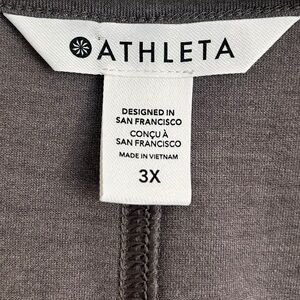 ATHLETA
DESIGNED IN
SAN FRANCISCO
CONÇU À
SAN FRANCISCO
MADE IN VIETNAM
3X